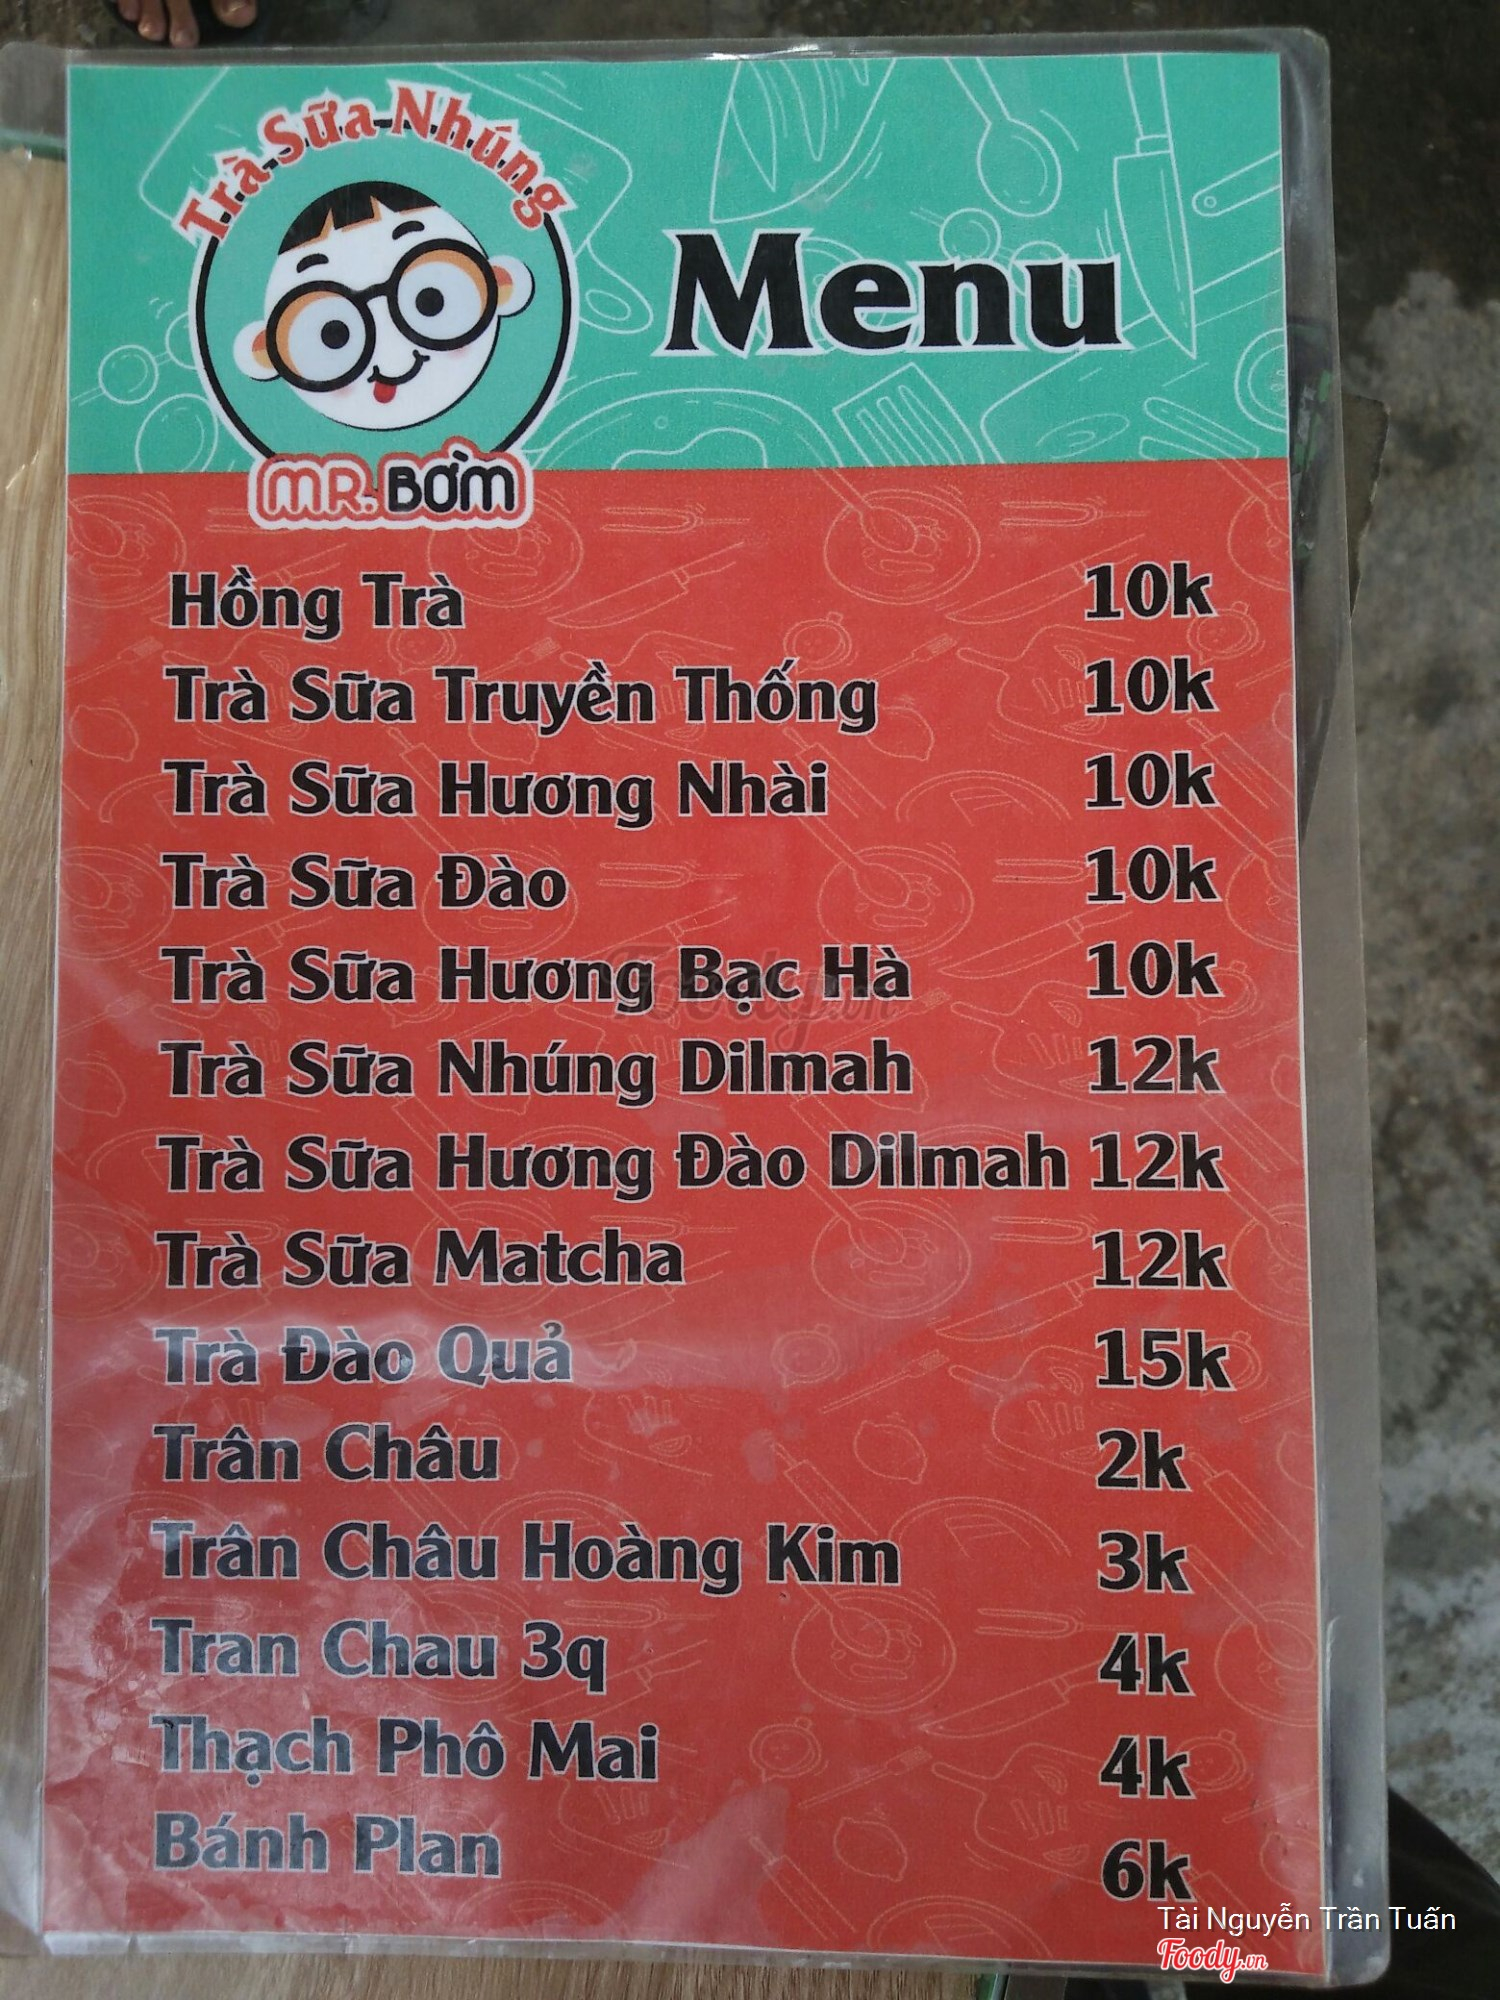 Trà Sữa Nhúng
MR. BỜM
Menu
Hồng Trà 10k
Trà Sữa Truyền Thống 10k
Trà Sữa Hương Nhài 10k
Trà Sữa Đào 10k
Trà Sữa Hương Bạc Hà 10k
Trà Sữa Nhúng Dilmah 12k
Trà Sữa Hương Đào Dilmah 12k
Trà Sữa Matcha 12k
Trà Đào Quả 15k
Trân Châu 2k
Trân Châu Hoàng Kim 3k
Tran Chau 3q 4k
Thạch Phô Mai 4k
Bánh Plan 6k
Foody.vn
Tài Nguyễn Trần Tuấn
Foody.vn